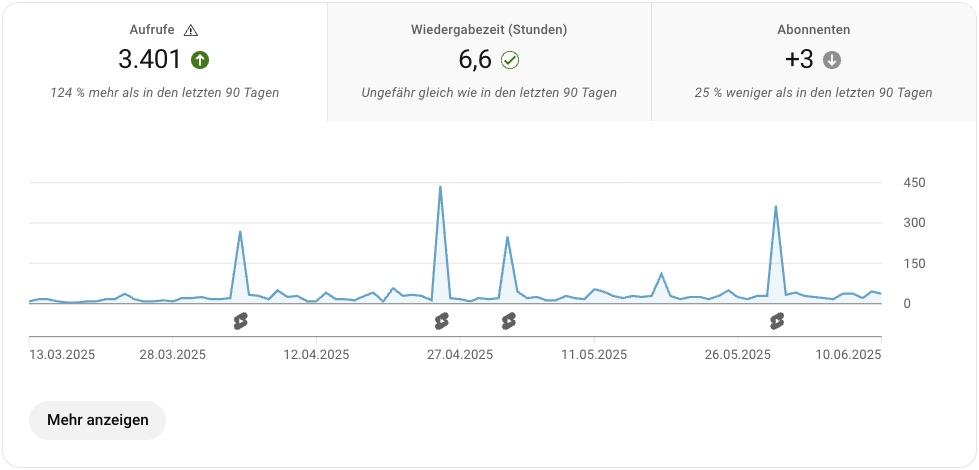 Aufrufe
3.401
124 % mehr als in den letzten 90 Tagen
Wiedergabezeit (Stunden)
6,6
Ungefähr gleich wie in den letzten 90 Tagen
Abonnenten
+3
25 % weniger als in den letzten 90 Tagen
450
300
150
0
13.03.2025
28.03.2025
12.04.2025
27.04.2025
11.05.2025
26.05.2025
10.06.2025
Mehr anzeigen